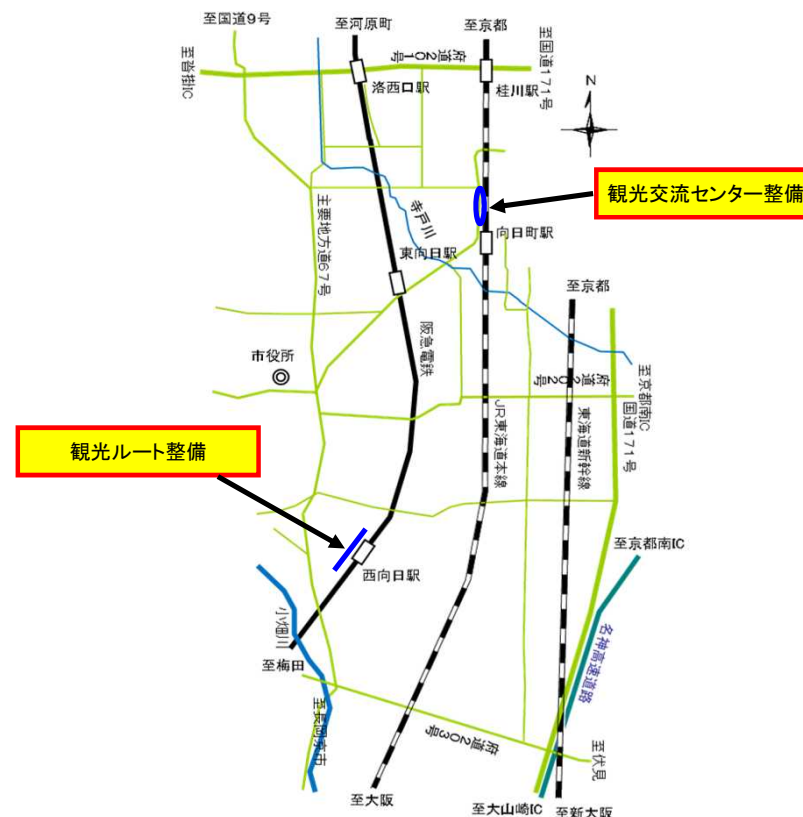 至国道9号
至河原町
至京都
府道201号
至国道171号
至沓掛IC
洛西口駅
桂川駅
N
観光交流センター整備
主要地方道67号
寺戸川
向日町駅
東向日駅
至京都
阪急電鉄
市役所
府道202号
至京都南IC
国道171号
JR東海道本線
東海道新幹線
観光ルート整備
至京都南IC
西向日駅
小畑川
名神高速道路
至梅田
至長岡京市
府道203号
至伏見
至大阪
至大山崎IC
至新大阪